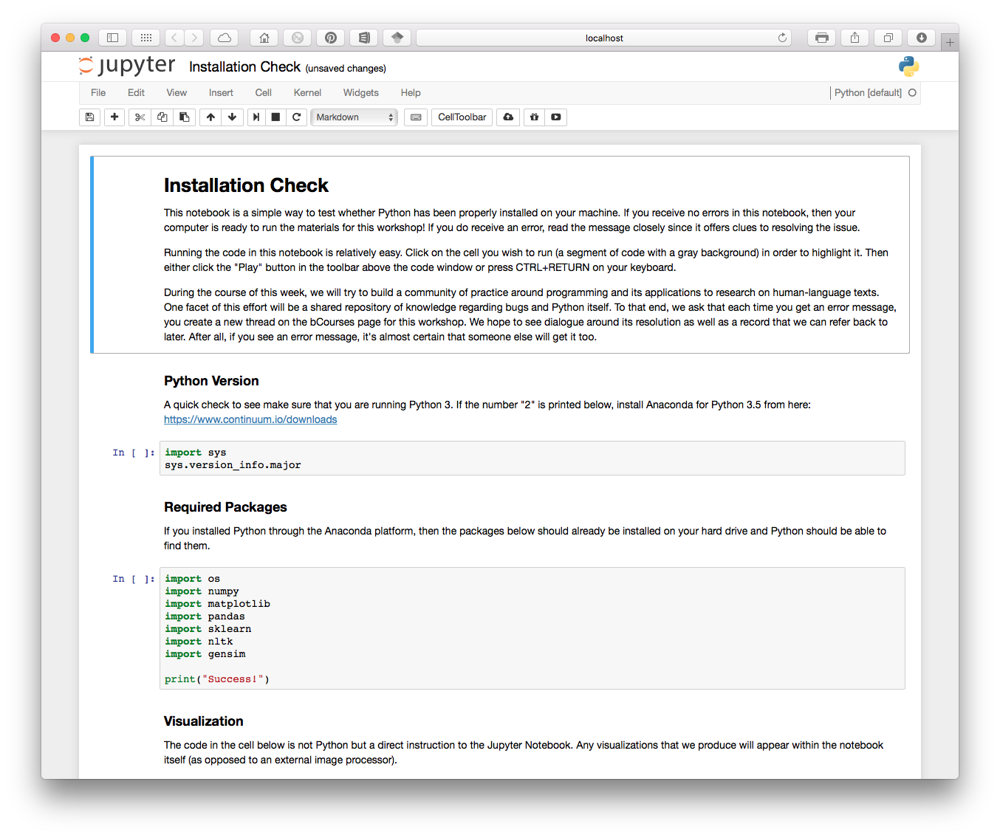 localhost
jupyter Installation Check (unsaved changes)
File Edit View Insert Cell Kernel Widgets Help Python [default]
Markdown CellToolbar
Installation Check
This notebook is a simple way to test whether Python has been properly installed on your machine. If you receive no errors in this notebook, then your
computer is ready to run the materials for this workshop! If you do receive an error, read the message closely since it offers clues to resolving the issue.
Running the code in this notebook is relatively easy. Click on the cell you wish to run (a segment of code with a gray background) in order to highlight it. Then
either click the "Play" button in the toolbar above the code window or press CTRL+RETURN on your keyboard.
During the course of this week, we will try to build a community of practice around programming and its applications to research on human-language texts.
One facet of this effort will be a shared repository of knowledge regarding bugs and Python itself. To that end, we ask that each time you get an error message,
you create a new thread on the bCourses page for this workshop. We hope to see dialogue around its resolution as well as a record that we can refer back to
later. After all, if you see an error message, it's almost certain that someone else will get it too.
Python Version
A quick check to see make sure that you are running Python 3. If the number "2" is printed below, install Anaconda for Python 3.5 from here:
https://www.continuum.io/downloads
In [ ]: import sys
sys.version_info.major
Required Packages
If you installed Python through the Anaconda platform, then the packages below should already be installed on your hard drive and Python should be able to
find them.
In [ ]: import os
import numpy
import matplotlib
import pandas
import sklearn
import nltk
import gensim
print("Success!")
Visualization
The code in the cell below is not Python but a direct instruction to the Jupyter Notebook. Any visualizations that we produce will appear within the notebook
itself (as opposed to an external image processor).